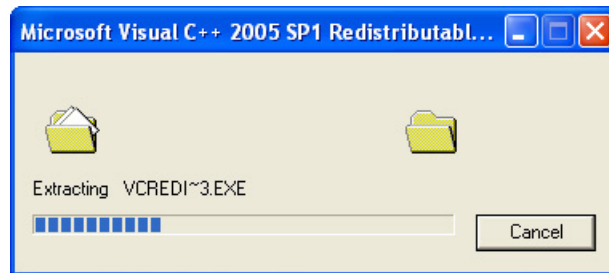 Microsoft Visual C++ 2005 SP1 Redistributabl...
Extracting VCREDI~3.EXE
Cancel